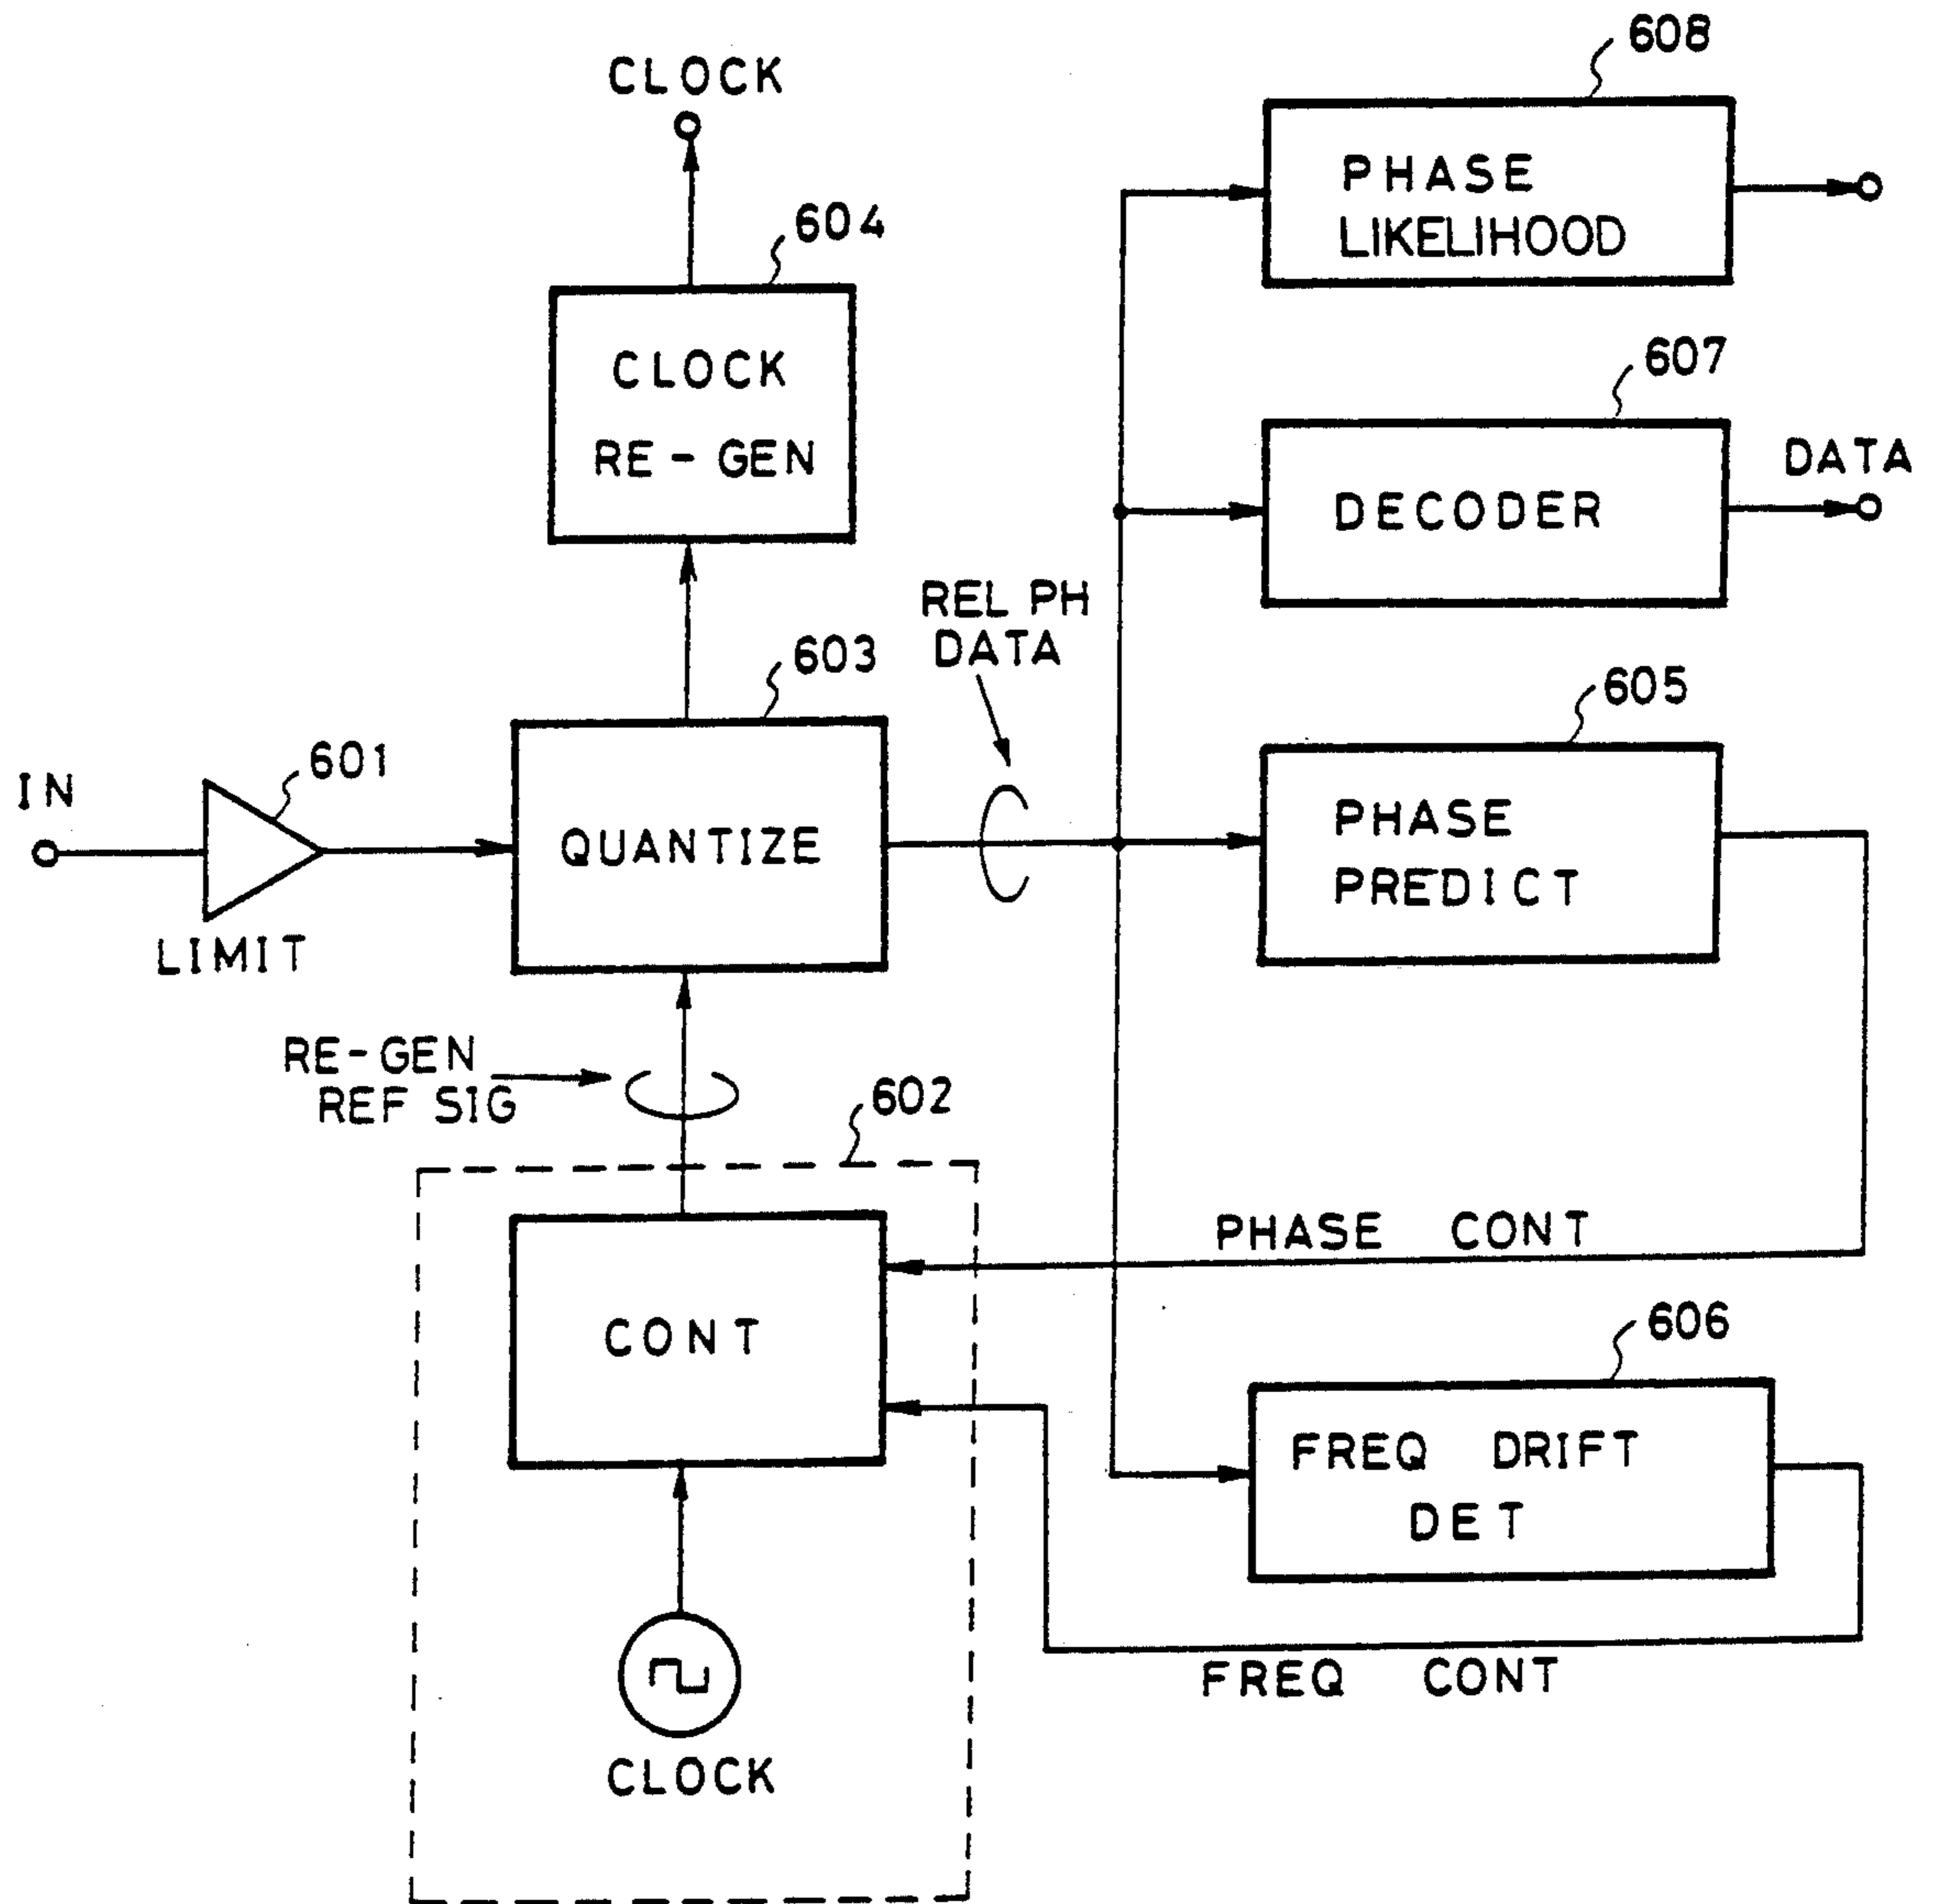 608
CLOCK
PHASE
LIKELIHOOD
604
CLOCK
RE-GEN
607
DATA
DECODER
REL PH
DATA
603
605
IN
601
QUANTIZE
PHASE
PREDICT
LIMIT
RE-GEN
REF SIG
602
PHASE CONT
CONT
606
FREQ DRIFT
DET
FREQ CONT
CLOCK